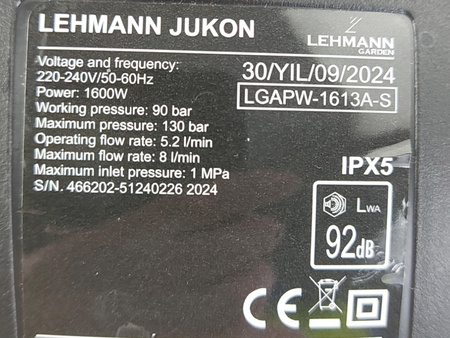 LEHMANN JUKON
LEHMANN
GARDEN
Voltage and frequency:
220-240V/50-60Hz
Power: 1600W
Working pressure: 90 bar
Maximum pressure: 130 bar
Operating flow rate: 5.2 l/min
Maximum flow rate: 8 l/min
Maximum inlet pressure: 1 MPa
S/N. 466202-51240226 2024
30/YIL/09/2024
LGAPW-1613A-S
IPX5
LWA
92dB
CE